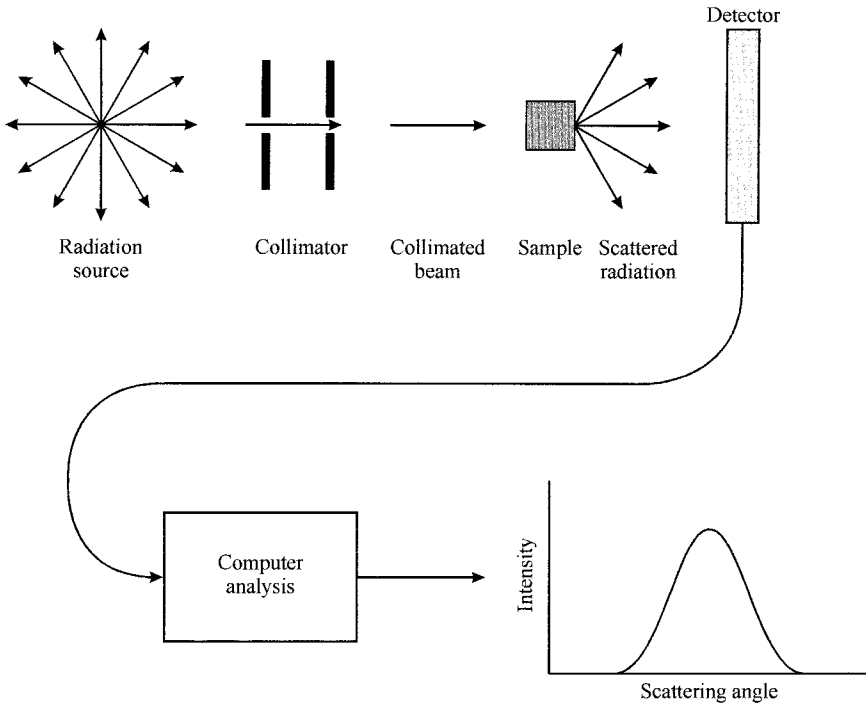 Detector
Radiation
source
Collimator
Collimated
beam
Sample
Scattered
radiation
Computer
analysis
Intensity
Scattering angle